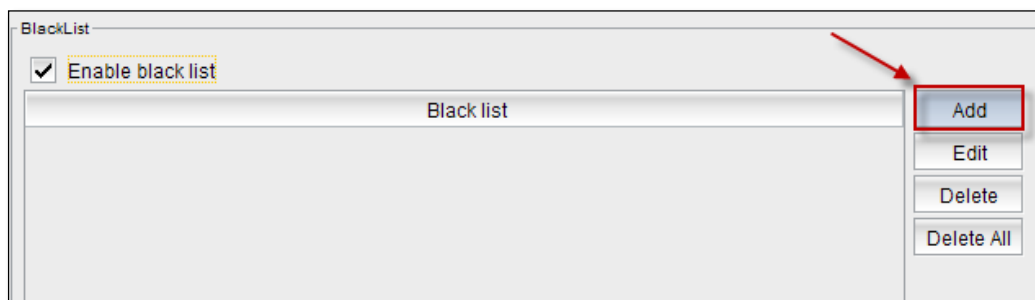 BlackList
Enable black list
Black list
Add
Edit
Delete
Delete All